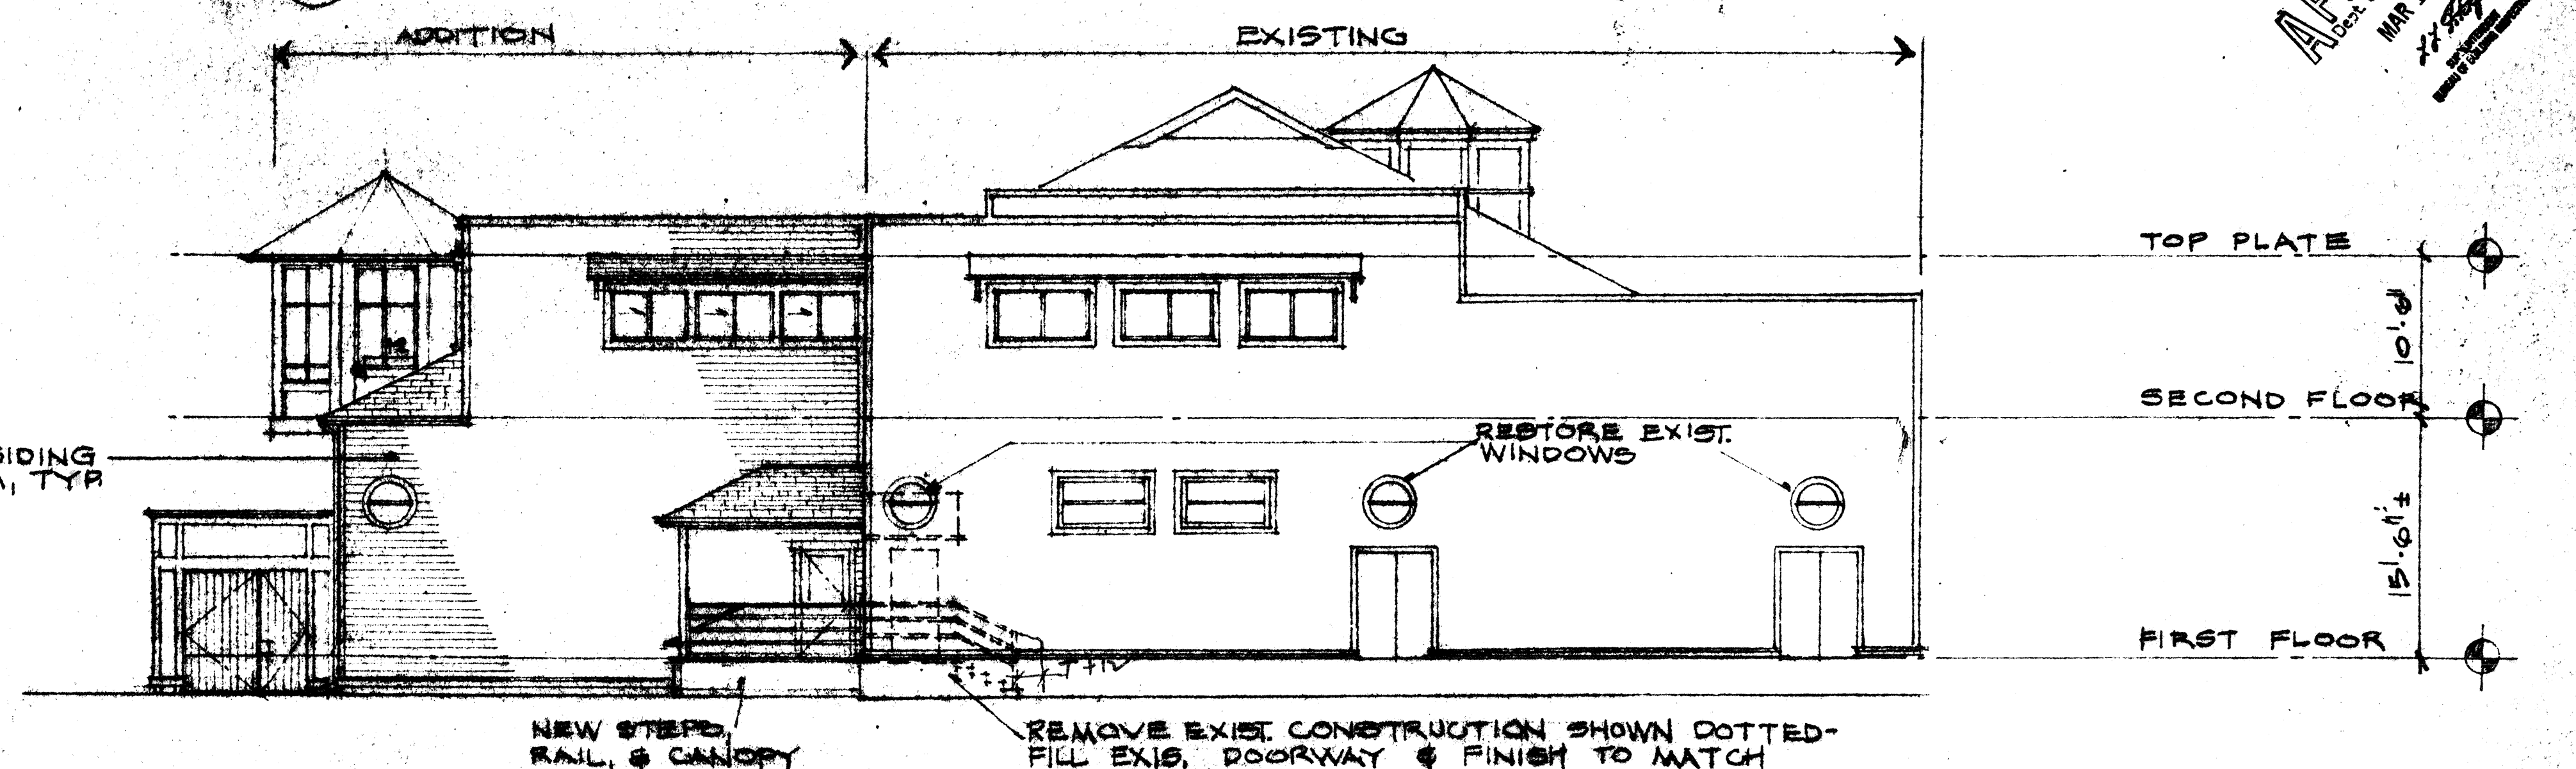 ADDITION
EXISTING
MAR
TOP PLATE
10'-6"
SECOND FLOOR
RESTORE EXIST.
WINDOWS
SIDING
TYP.
15'-6"±
FIRST FLOOR
NEW STEPS,
RAIL, & CANOPY
REMOVE EXIST. CONSTRUCTION SHOWN DOTTED-
FILL EXIS. DOORWAY & FINISH TO MATCH